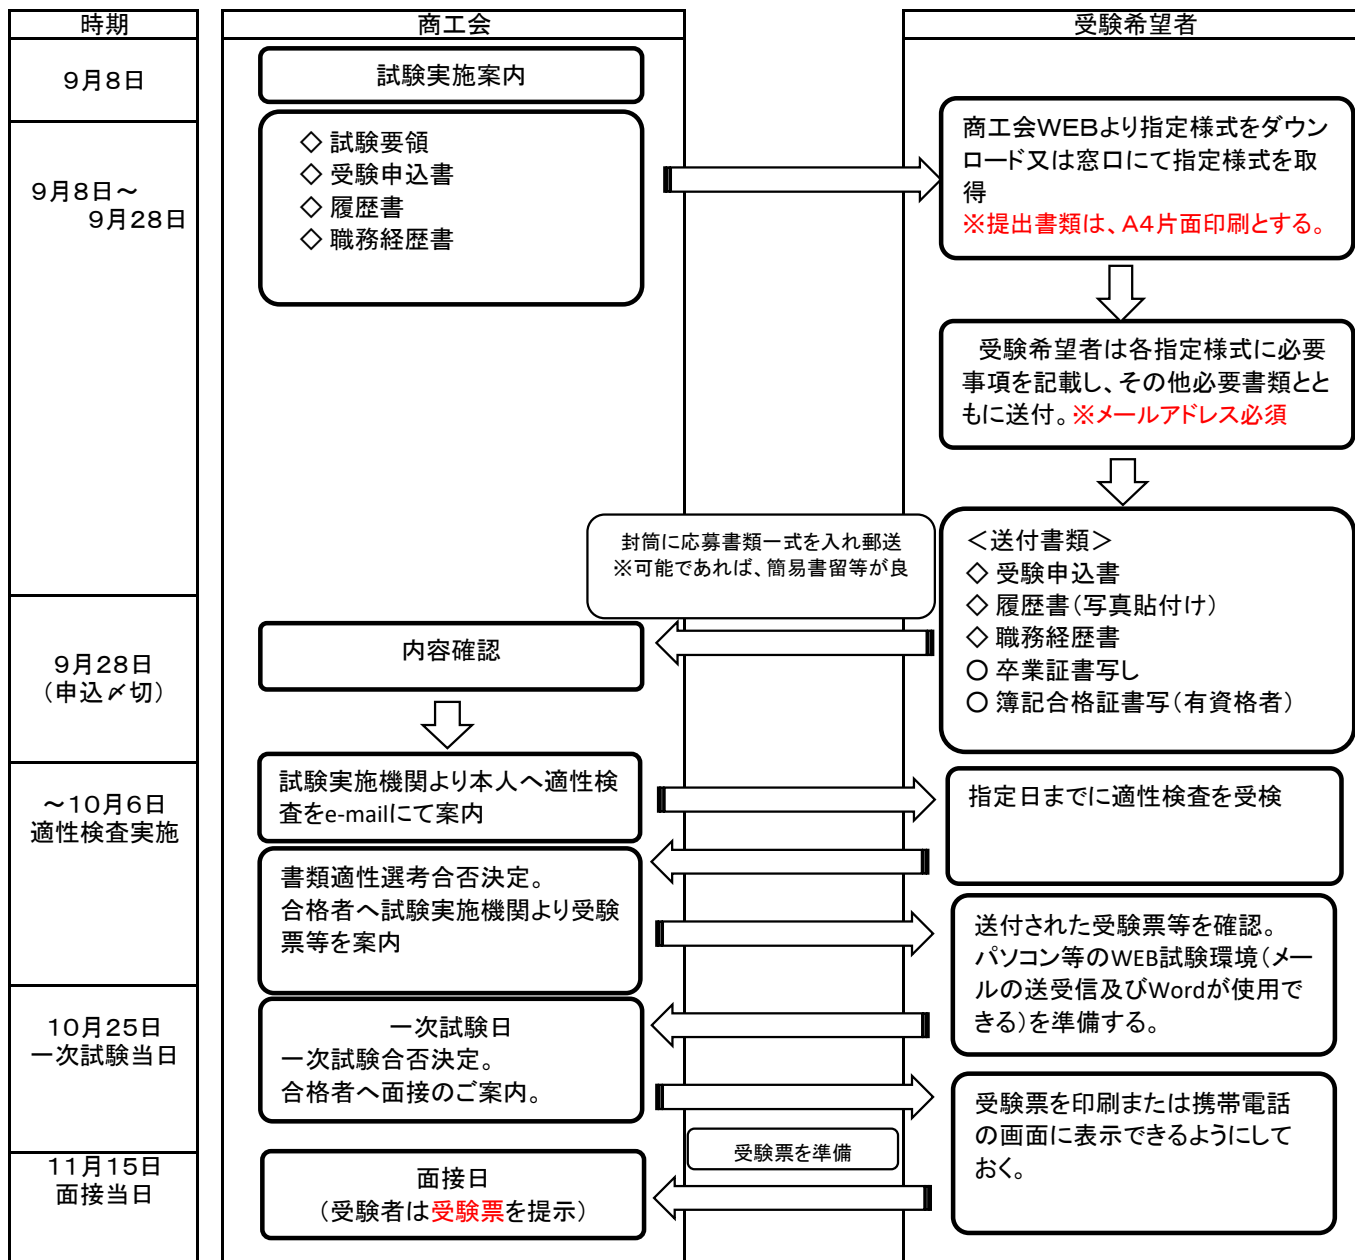 時期
商工会
受験希望者
9月8日
試験実施案内
9月8日～
9月28日
◇ 試験要領
◇ 受験申込書
◇ 履歴書
◇ 職務経歴書
商工会WEBより指定様式をダウン
ロード又は窓口にて指定様式を取
得
※提出書類は、A4片面印刷とする。
受験希望者は各指定様式に必要
事項を記載し、その他必要書類とと
もに送付。※メールアドレス必須
封筒に応募書類一式を入れ郵送
※可能であれば、簡易書留等が良
＜送付書類＞
◇ 受験申込書
◇ 履歴書（写真貼付け）
◇ 職務経歴書
○ 卒業証書写し
○ 簿記合格証書写（有資格者）
9月28日
（申込〆切）
内容確認
～10月6日
適性検査実施
試験実施機関より本人へ適性検
査をe-mailにて案内
指定日までに適性検査を受検
書類適性選考合否決定。
合格者へ試験実施機関より受験
票等を案内
送付された受験票等を確認。
パソコン等のWEB試験環境（メー
ルの送受信及びWordが使用で
きる）を準備する。
10月25日
一次試験当日
一次試験日
一次試験合否決定。
合格者へ面接のご案内。
受験票を印刷または携帯電話
の画面に表示できるようにして
おく。
受験票を準備
11月15日
面接当日
面接日
（受験者は受験票を提示）